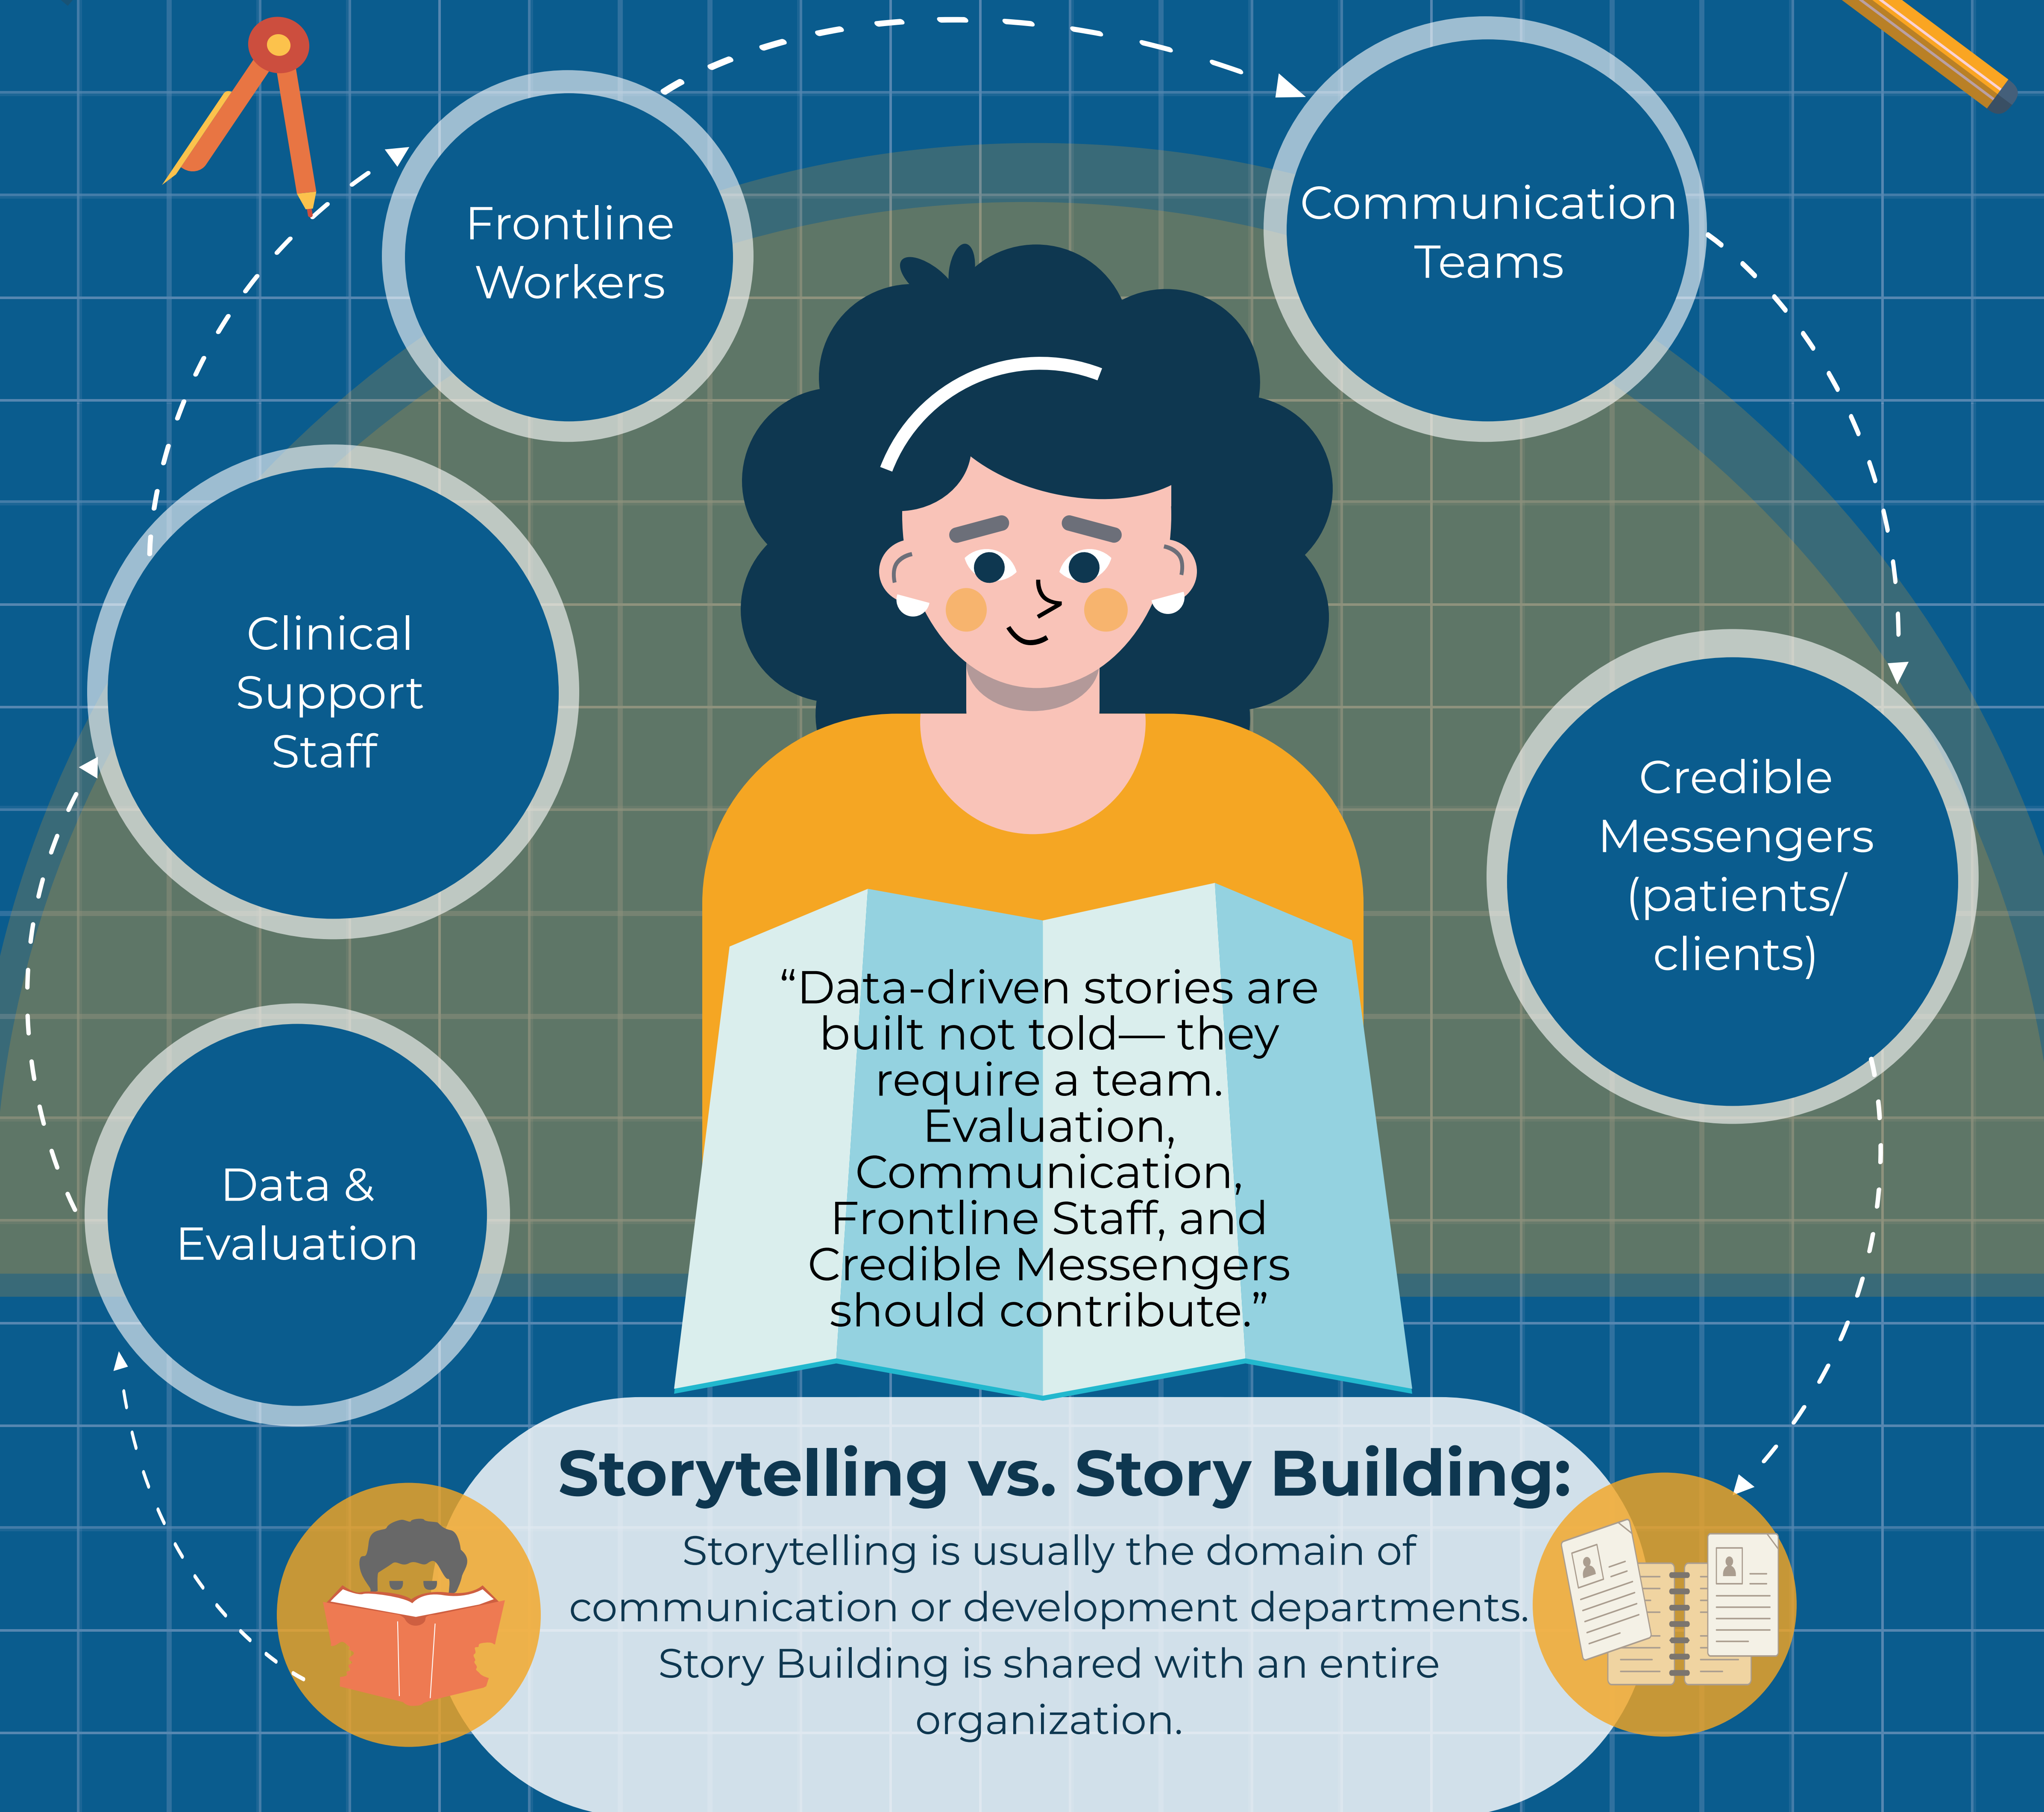 Frontline
Workers
Communication
Teams
Clinical
Support
Staff
Credible
Messengers
(patients/
clients)
Data &
Evaluation
“Data-driven stories are
built not told— they
require a team.
Evaluation,
Communication,
Frontline Staff, and
Credible Messengers
should contribute.”
Storytelling vs. Story Building:
Storytelling is usually the domain of
communication or development departments.
Story Building is shared with an entire
organization.